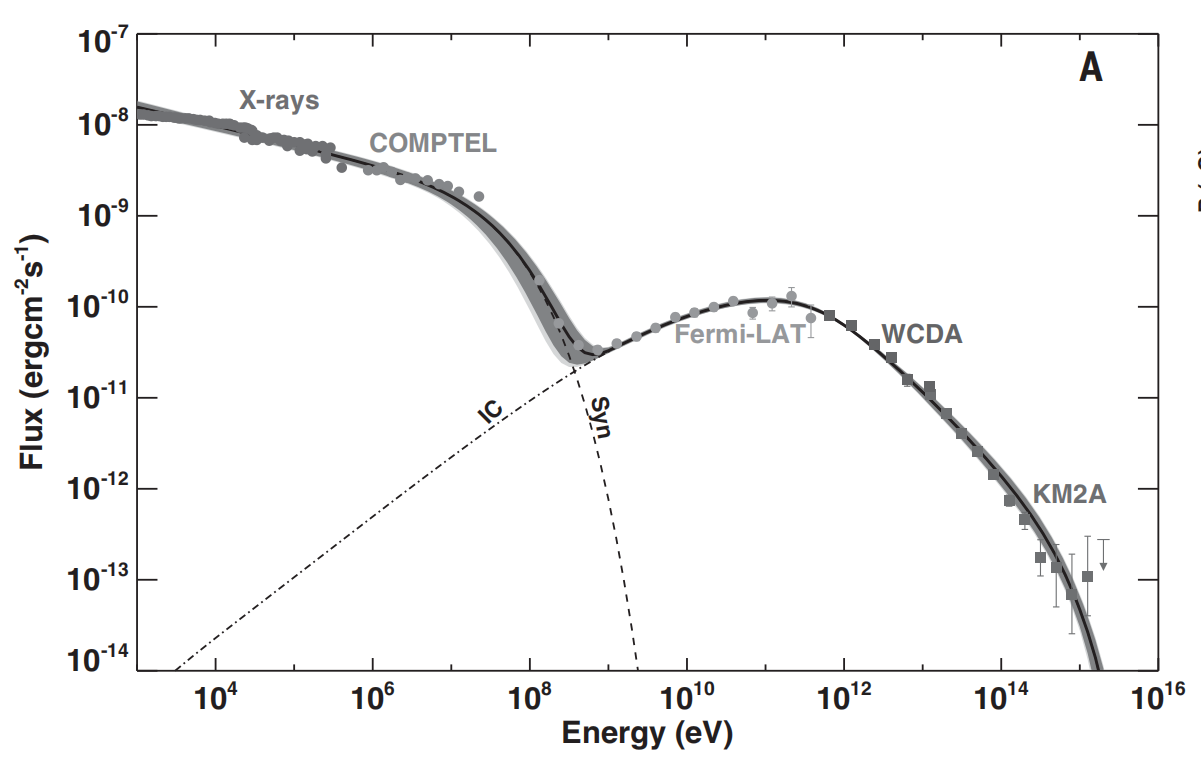 A
10⁻⁷
10⁻⁸
10⁻⁹
10⁻¹⁰
10⁻¹¹
10⁻¹²
10⁻¹³
10⁻¹⁴
Flux (ergcm⁻²s⁻¹)
X-rays
COMPTEL
Fermi-LAT
WCDA
IC
Syn
KM2A
10⁴ 10⁶ 10⁸ 10¹⁰ 10¹² 10¹⁴ 10¹⁶
Energy (eV)